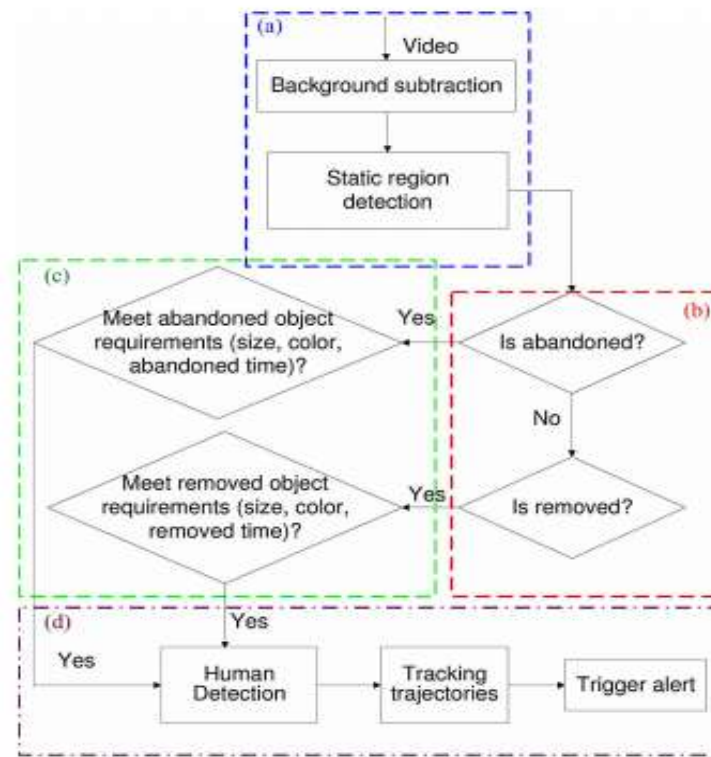 (a)
Video
Background subtraction
Static region
detection
(c)
(b)
Meet abandoned object
requirements (size, color,
abandoned time)?
Yes
Is abandoned?
No
Meet removed object
requirements (size, color,
removed time)?
Yes
Is removed?
(d)
Yes
Yes
Human
Detection
Tracking
trajectories
Trigger alert